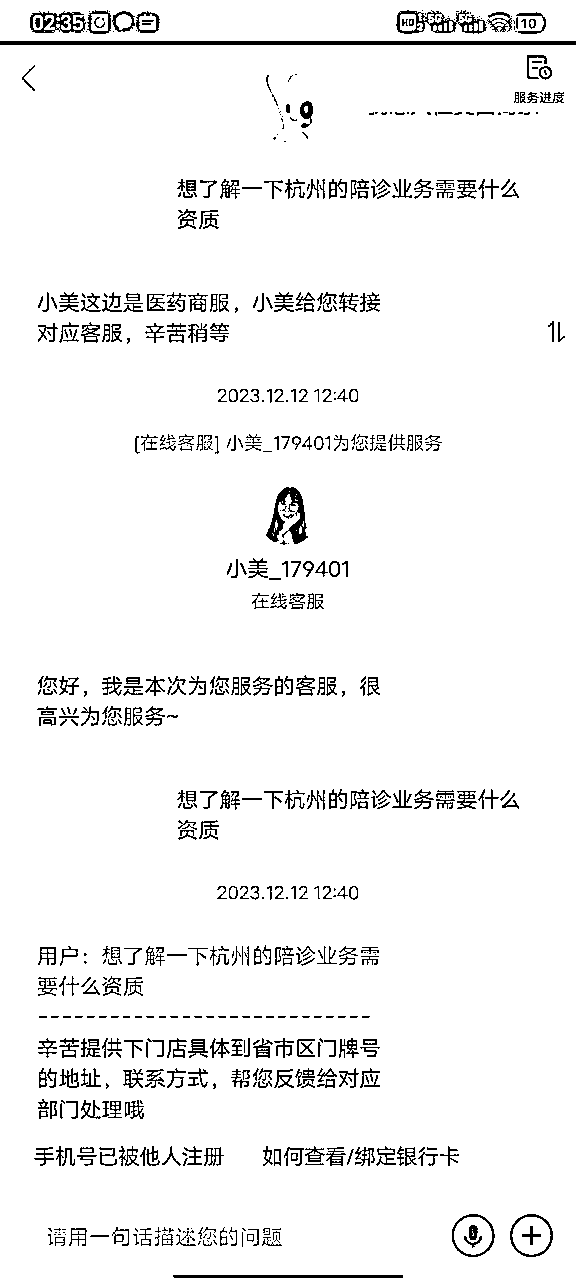 02:35
HD
10
服务进度
想了解一下杭州的陪诊业务需要什么
资质
小美这边是医药商服，小美给您转接
对应客服，辛苦稍等
2023.12.12 12:40
[在线客服] 小美_179401为您提供服务
小美_179401
在线客服
您好，我是本次为您服务的客服，很
高兴为您服务~
想了解一下杭州的陪诊业务需要什么
资质
2023.12.12 12:40
用户：想了解一下杭州的陪诊业务需
要什么资质
----------------------------
辛苦提供下门店具体到省市区门牌号
的地址，联系方式，帮您反馈给对应
部门处理哦
手机号已被他人注册 如何查看/绑定银行卡
请用一句话描述您的问题